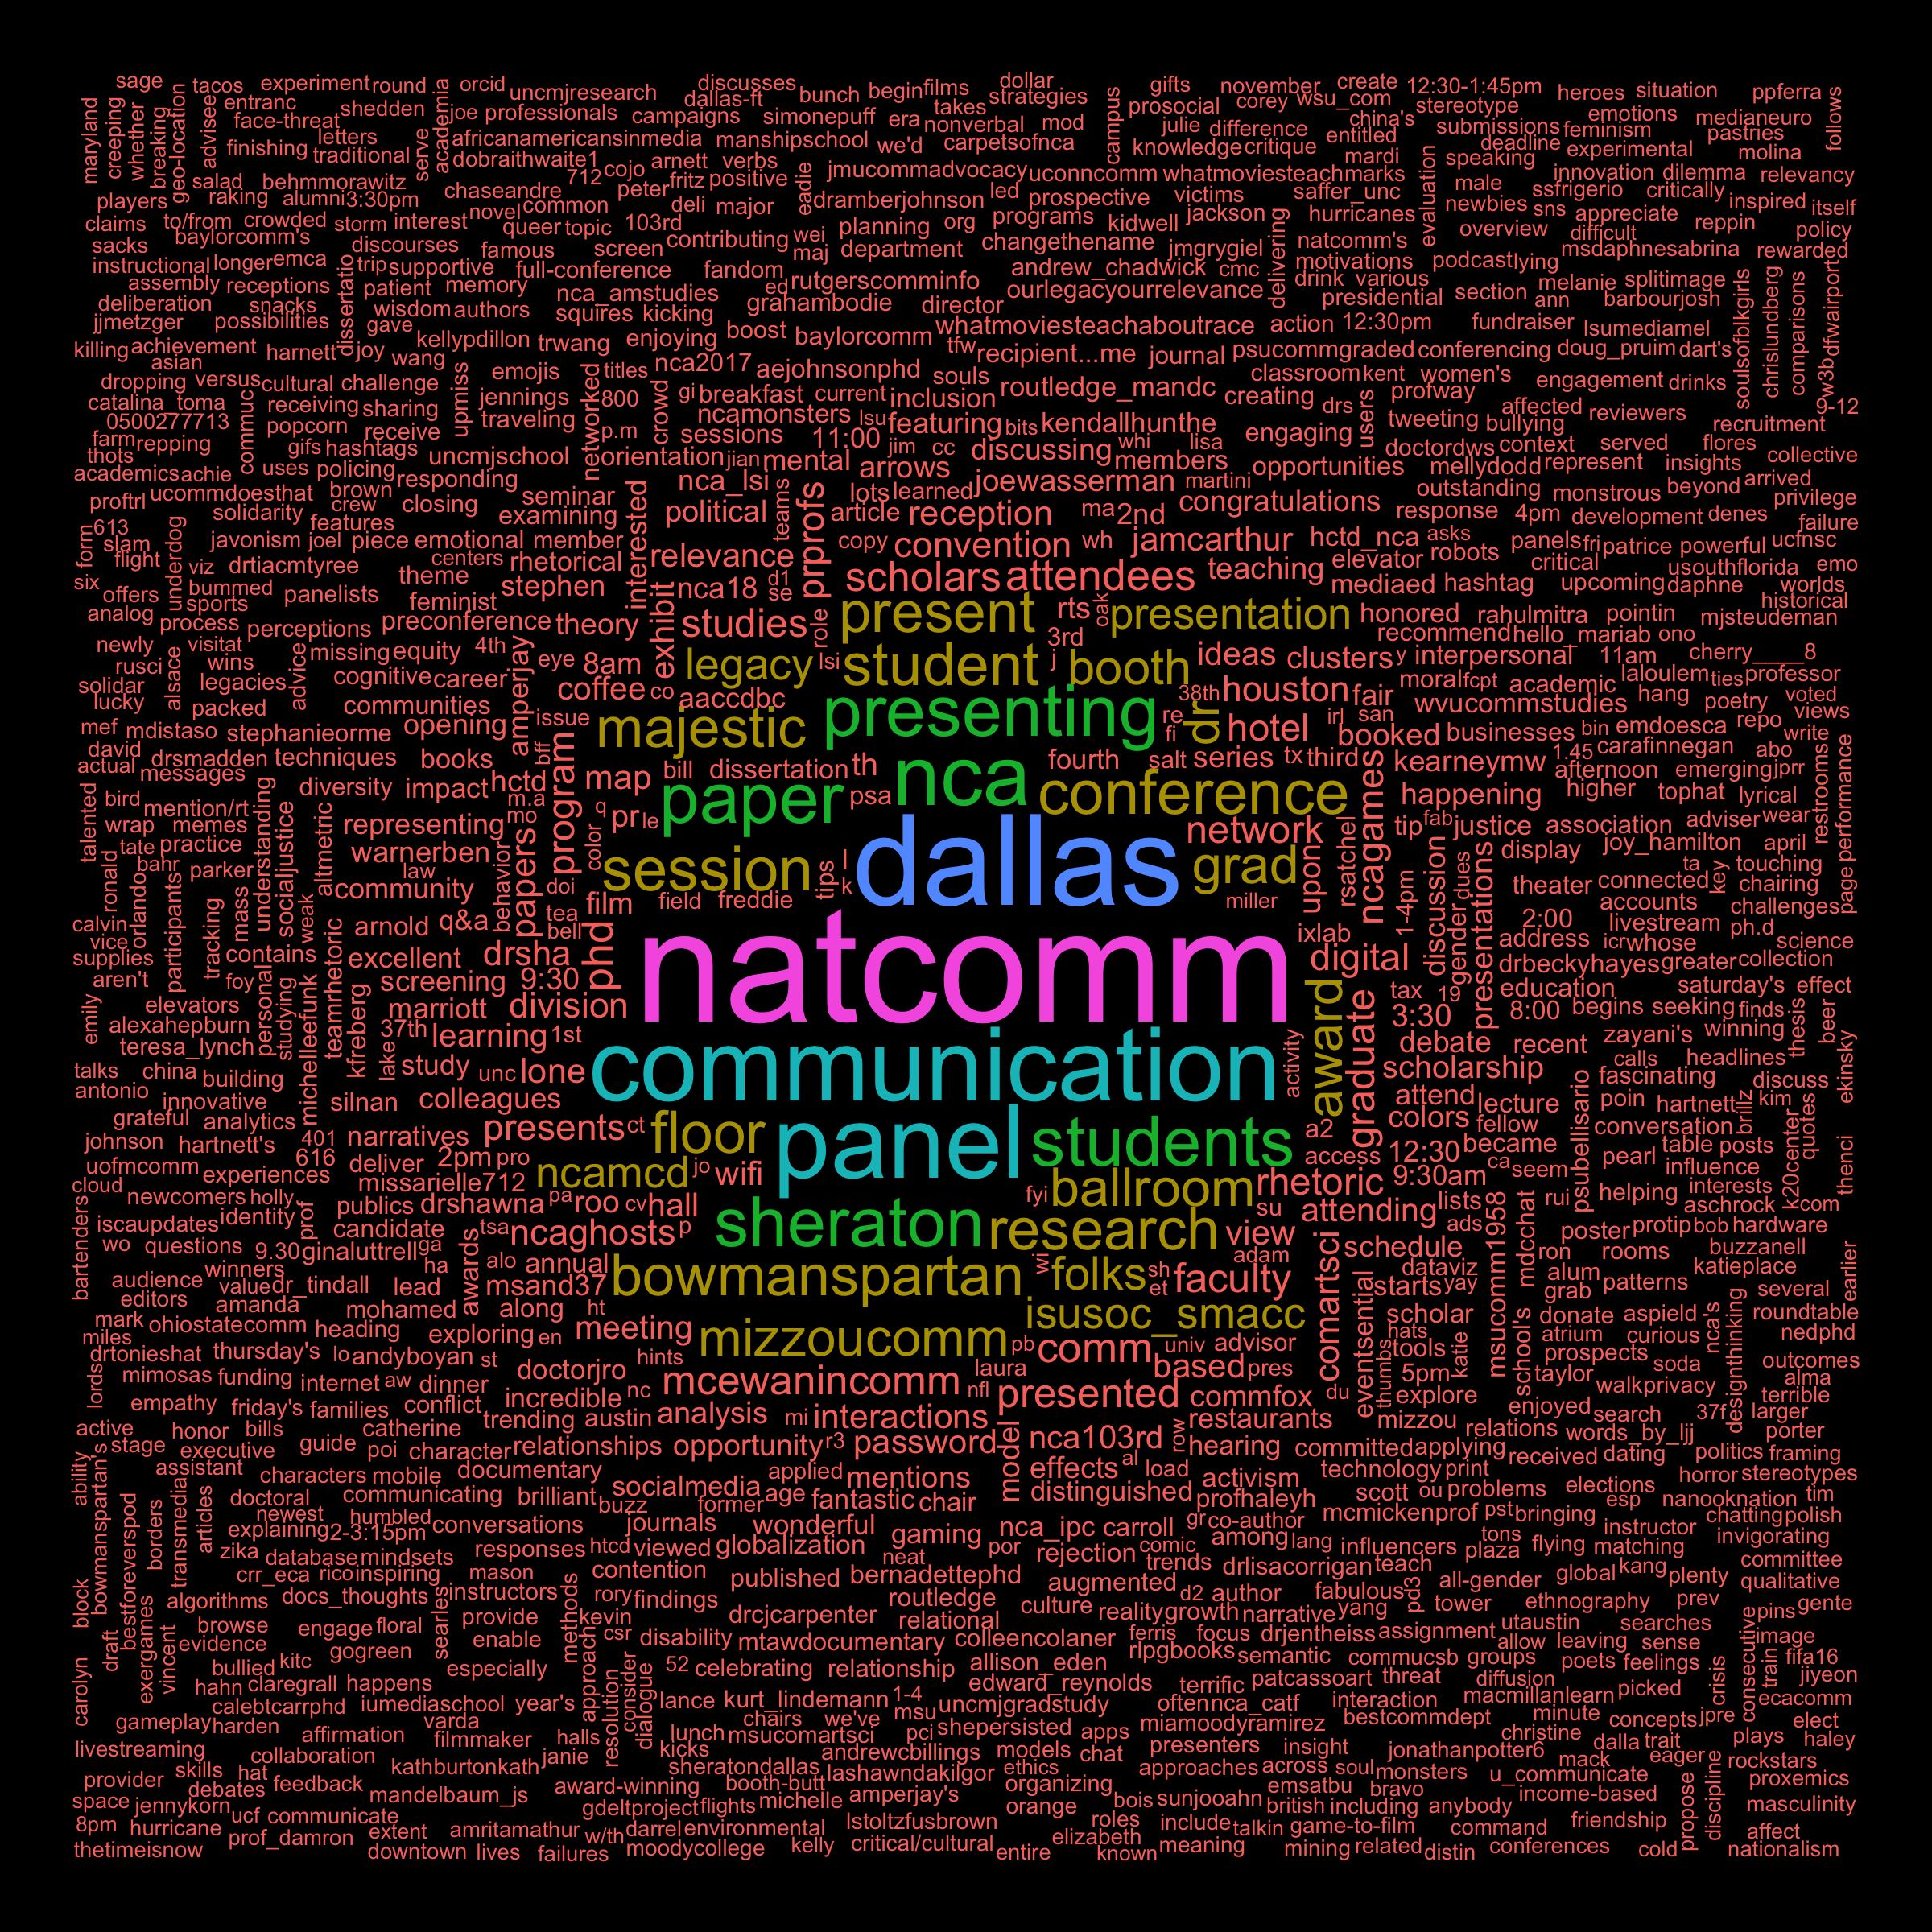 sage tacos experiment round orcid uncmjresearch discusses dallas-ft bunch begin films dollar strategies gifts november create 12:30-1:45pm heroes situation ppferra
maryland creeping whether breaking geo-location advisee entranc face-threat shedden letters academia joe professionals campaigns simonepuff era takes nonverbal mod campus prosocial corey wsu_com china's stereotype submissions emotions medianeuro follows
finishing traditional serve africanamericansinmedia manshipschool we'd carpetsofnca julie difference entitled knowledge critique mardi speaking deadline feminism experimental pastries molina
salad behmmorawitz dobraithwaite1 cojo arnett verbs jmucommadvocacy uconncomm whatmoviesteach marks male innovation dilemma relevancy
players raking alumni 3:30pm chaseandre 712 peter fritz positive eadie dramberjohnson led prospective victims saffer_unc evaluation newbies ssfrigerio sns critically inspired itself
claims to/from crowded storm interest novel common queer topic 103rd deli major planning org programs kidwell jackson delivering hurricanes overview difficult appreciate reppin policy
sacks baylorcomm's discourses famous screen contributing wei maj department changethename jmgrygiel natcomm's motivations podcast lying msdaphnesabrina rewarded
instructional longer emca trip supportive full-conference fandom eq rutgerscomminfo andrew_chadwick cmc drink various melanie splitimage
assembly receptions dissertatio patient memory nca_amstudies grahambodie director ourlegacyourrelevance presidential section ann barbourjosh soulsofblkgirls chrislundberg comparisons dfwairport
deliberation snacks wisdom authors squires kicking
jjmetzger possibilities gave kellypdillon trwang enjoying boost baylorcomm whatmoviesteachaboutrace action 12:30pm fundraiser lsumediamel
killing achievement harnett joy wang titles nca2017 tfw recipient...me journal psucommgraded conferencing doug_pruim dart's w3b
asian dropping versus cultural challenge emojis networked crowd aejohnsonphd souls routledge_mandc classroom kent women's engagement drinks
catalina toma commuc receiving sharing upmiss jennings 800 gi breakfast current inclusion creating drs users profway affected reviewers 9-12
0500277713 popcorn receive traveling p.m ncamonsters lsu featuring bits kendallhunthe engaging tweeting bullying recruitment
farm repping gifs hashtags uncmjschool sessions 11:00 jim cc discussing whi lisa doctordws context served flores
thots academics achie uses policing responding orientation jian mental arrows members opportunities mellydodd represent insights collective
proftrl ucommdoesthat brown crew closing seminar interested nca_lsi teams prprofs lots learned joewasserman martini congratulations outstanding monstrous beyond arrived privilege
form 613 solidarity features examining political article reception ma 2nd response 4pm development denes failure
slam underdog javonism joel piece emotional member relevance copy convention wh jamcarthur hctd_nca asks panels fri patrice powerful ucfnsc
flight viz drtiacmtyree centers rhetorical d1 scholars attendees teaching elevator robots critical usouthflorida emo
six offers bummed panelists theme stephen exhibit nca18 se mediaed hashtag upcoming daphne worlds
analog sports feminist preconference theory studies role present rts oak presentation honored rahulmitra pointin historical mjsteudeman
process perceptions 4th legacy lsi student 3rd j booth ideas recommend hello_mariab ono
newly visitat missing equity amperjay eye 8am clusters y interpersonal 11am cherry____8
rusci wins alsace advice cognitive career coffee co aaccdbc 38th houston fair moral fcpt academic laloulem ties professor
solidar lucky legacies communities issue majestic presenting re dr hotel irl san wvucommstudies hang poetry voted
mef mdistaso packed stephanieorme opening bff fi booked businesses bin emdoesca repo views
david drsmadden techniques books program bill dissertation th nca fourth salt series tx third kearneymw 1.45 carafinnegan abo write
actual messages hctd map conference ncagames afternoon emerging jprr restrooms performance
bird mention/rt diversity impact m.a q paper psa happening higher tophat lyrical
talented wrap memes understanding socialjustice altmetric representing mo papers color pr le dallas network rsatchel tip fab justice association adviser wear
tate practice warnerben behavior session tips l k grad upon discussion dues display joy_hamilton ta april
ronald bahr parker law community doi film field freddie miller 1-4pm gender presentations theater connected key touching page
orlando participants mass weak arnold q&a tea bell natcomm ixlab 2:00 accounts chairing challenges
calvin vice tracking contains excellent drsha phd digital address livestream ph.d science
supplies aren't foy personal teamrhetoric screening 9:30 award tax 19 drbeckyhayes icr whose greater collection
emily elevators studying michelleefunk kfreberg marriott division graduate 3:30 8:00 education saturday's effect
alexahepburn teresa_lynch lake 37th learning 1st communication activity debate recent begins seeking finds thesis beer
talks china building study unc lone scholarship zayani's winning calls headlines ekinsky
antonio innovative silnan colleagues attend lecture fascinating discuss
grateful analytics panel students a2 colors fellow poin hartnett kim brillz quotes
johnson hartnett's 401 narratives presents ct floor access 12:30 became conversation table posts
uofmcomm experiences 616 deliver 2pm pro ncamcd jo wifi ballroom rhetoric 9:30am ca seem psubellisario pearl influence k20center thenci
cloud newcomers holly prof missarielle712 pa fyi lists rui helping interests aschrock com
bartenders iscaupdates identity publics drshawna roo cv hall sheraton research su attending ads msucomm1958 mdcchat poster protip bob hardware
wo questions 9.30 ginaluttrell candidate ga tsa ncaghosts p view schedule ron rooms buzzanell
winners ha awards alo annual wi adam comartsci dataviz alum katieplace earlier
audience value dr_tindall lead msand37 bowmanspartan folks sh et faculty eventsential starts yay grab patterns several
editors amanda mohamed along ht isusoc_smacc scholar donate aspield designthinking roundtable
mark ohiostatecomm heading exploring en meeting mizzoucomm pb univ advisor hats katie school's atrium curious nca's nedphd
miles drtonieshat thursday's lo andyboyan st doctorjro hints comm based pres tools prospects soda outcomes
lords mimosas funding internet aw dinner incredible nc mcewanincomm laura nfl presented commfox du thumbs 5pm explore taylor walk privacy alma
empathy friday's families conflict trending austin analysis mi interactions row restaurants mizzou enjoyed search 37f terrible larger
active honor bills catherine relations words_by_ljj porter
stage executive guide poi character relationships opportunity r3 password model nca103rd hearing committed applying received dating politics framing
ability bowmanspartan's assistant characters mobile documentary applied mentions effects al load activism technology print horror stereotypes
borders transmedia articles doctoral communicating brilliant socialmedia age former fantastic chair distinguished profhaleyh scott ou problems elections esp nanooknation tim
newest humbled buzz gr co-author mcmickenprof pst bringing chatting polish
bestforeverspod explaining 2-3:15pm conversations journals wonderful gaming nca_ipc carroll among lang influencers tons instructor invigorating
zika database mindsets responses htcd viewed globalization neat por rejection comic trends plaza flying matching committee
block crr_eca rico inspiring mason contention published bernadettephd drlisacorrigan teach all-gender global kang plenty qualitative
algorithms docs_thoughts instructors methods rory findings routledge augmented d2 author fabulous pd3 tower ethnography prev pins gente
draft exergames browse engage floral searles provide kevin drcjcarpenter relational culture reality growth narrative yang utaustin searches consecutive image
vincent evidence enable approach csr disability mtawdocumentary colleencolaner ferris focus drjentheiss assignment allow leaving sense fifa16
bullied kitc gogreen especially consider dialogue 52 celebrating relationship allison_eden rlpgbooks semantic commucsb groups poets feelings train
carolyn hahn claregrall happens edward_reynolds terrific patcassoart threat diffusion crisis jiyeon
calebtcarrphd iumediaschool year's resolution lance kurt_lindemann 1-4 uncmjgradstudy often nca_catf interaction macmillanlearn picked ecacomm
gameplay harden varda chairs we've msu miamoodyramirez bestcommdept minute concepts jpre elect
affirmation filmmaker halls lunch msucomartsci pci shepersisted apps christine plays haley
livestreaming collaboration janie kicks andrewcbillings models chat presenters insight jonathanpotter6 dalla trait eager
skills hat kathburtonkath sheratondallas ethics approaches across soul monsters mack rockstars
provider debates feedback award-winning booth-butt lashawndakilgor organizing emsatbu bravo u_communicate propose discipline proxemics
space jennykorn mandelbaum_js gdeltproject flights michelle amperjay's orange bois sunjooahn british including anybody income-based masculinity
8pm hurricane ucf communicate amritamathur w/th darrel environmental lstoltzfusbrown roles include talkin game-to-film command friendship affect
thetimeisnow prof_damron extent downtown lives failures moodycollege kelly critical/cultural entire elizabeth known meaning mining related distin conferences cold nationalism